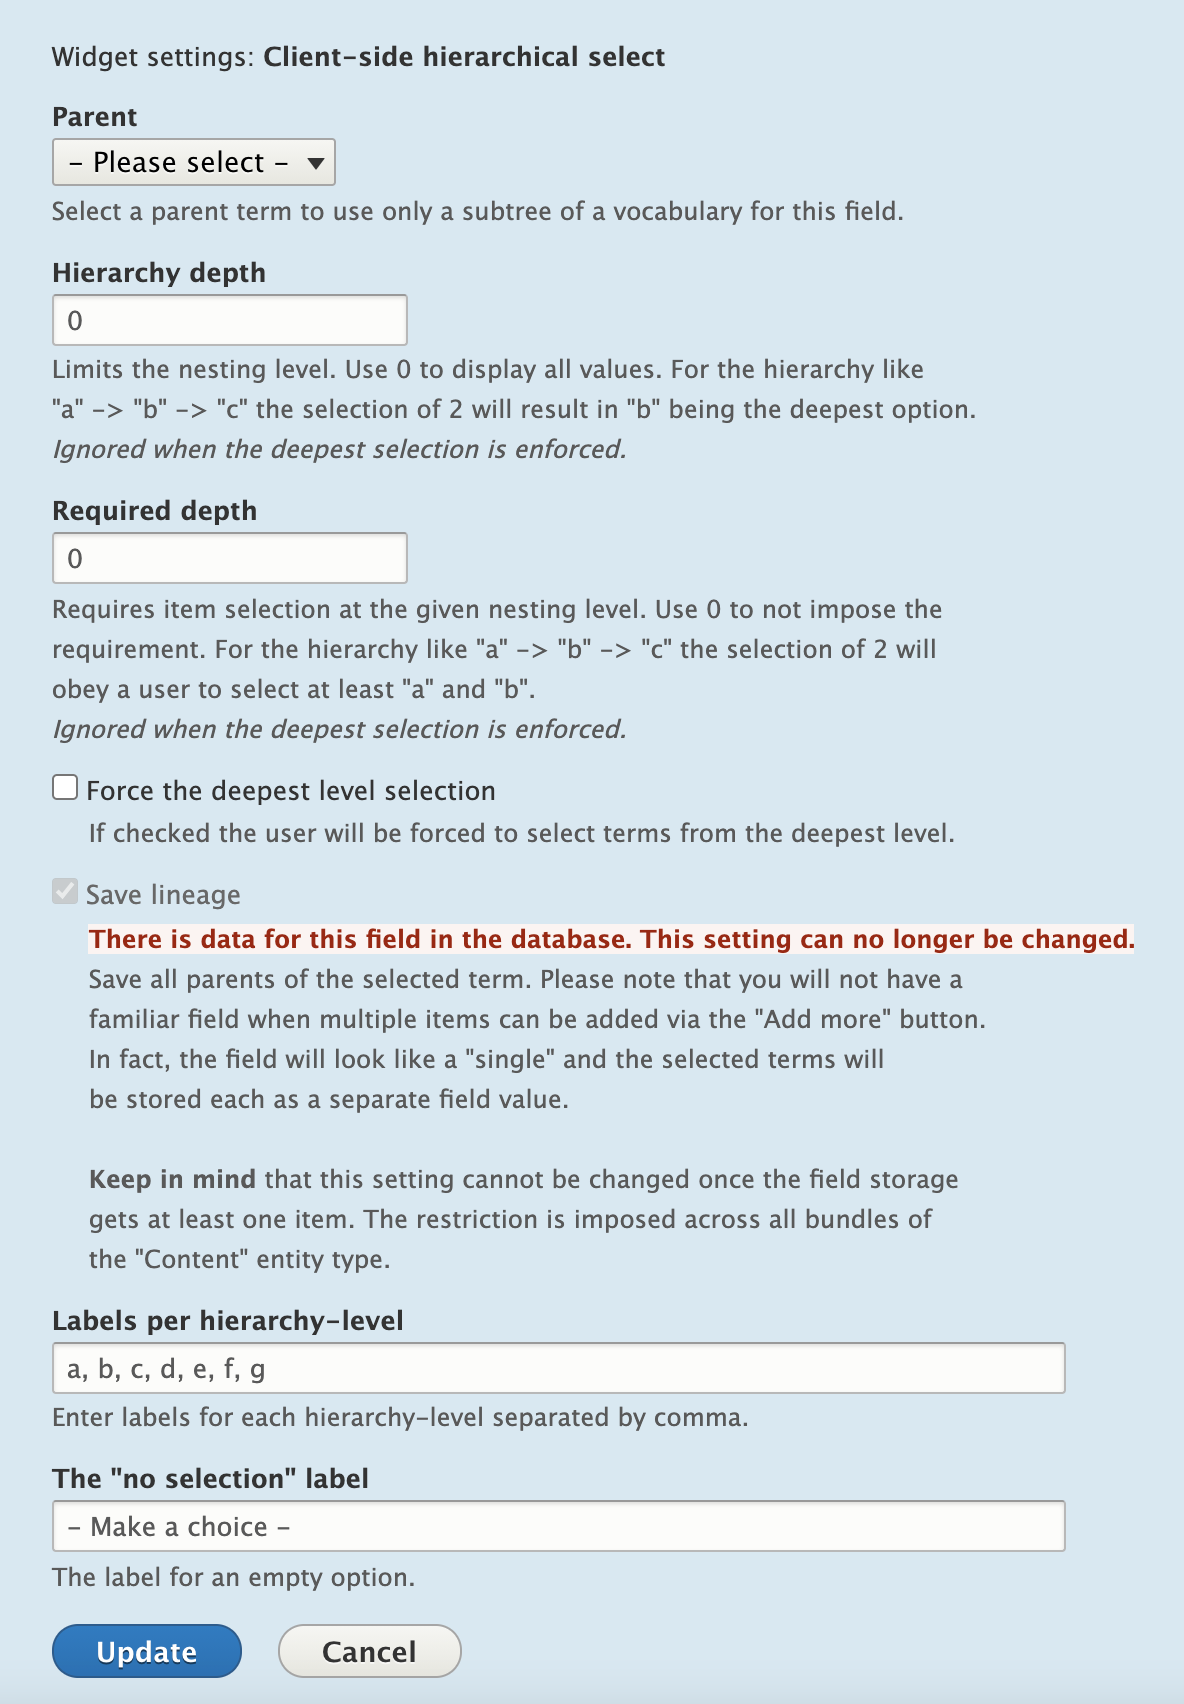 Widget settings: Client-side hierarchical select
Parent
- Please select -
Select a parent term to use only a subtree of a vocabulary for this field.
Hierarchy depth
0
Limits the nesting level. Use 0 to display all values. For the hierarchy like
"a" -> "b" -> "c" the selection of 2 will result in "b" being the deepest option.
Ignored when the deepest selection is enforced.
Required depth
0
Requires item selection at the given nesting level. Use 0 to not impose the
requirement. For the hierarchy like "a" -> "b" -> "c" the selection of 2 will
obey a user to select at least "a" and "b".
Ignored when the deepest selection is enforced.
Force the deepest level selection
If checked the user will be forced to select terms from the deepest level.
Save lineage
There is data for this field in the database. This setting can no longer be changed.
Save all parents of the selected term. Please note that you will not have a
familiar field when multiple items can be added via the "Add more" button.
In fact, the field will look like a "single" and the selected terms will
be stored each as a separate field value.
Keep in mind that this setting cannot be changed once the field storage
gets at least one item. The restriction is imposed across all bundles of
the "Content" entity type.
Labels per hierarchy-level
a, b, c, d, e, f, g
Enter labels for each hierarchy-level separated by comma.
The "no selection" label
- Make a choice -
The label for an empty option.
Update
Cancel